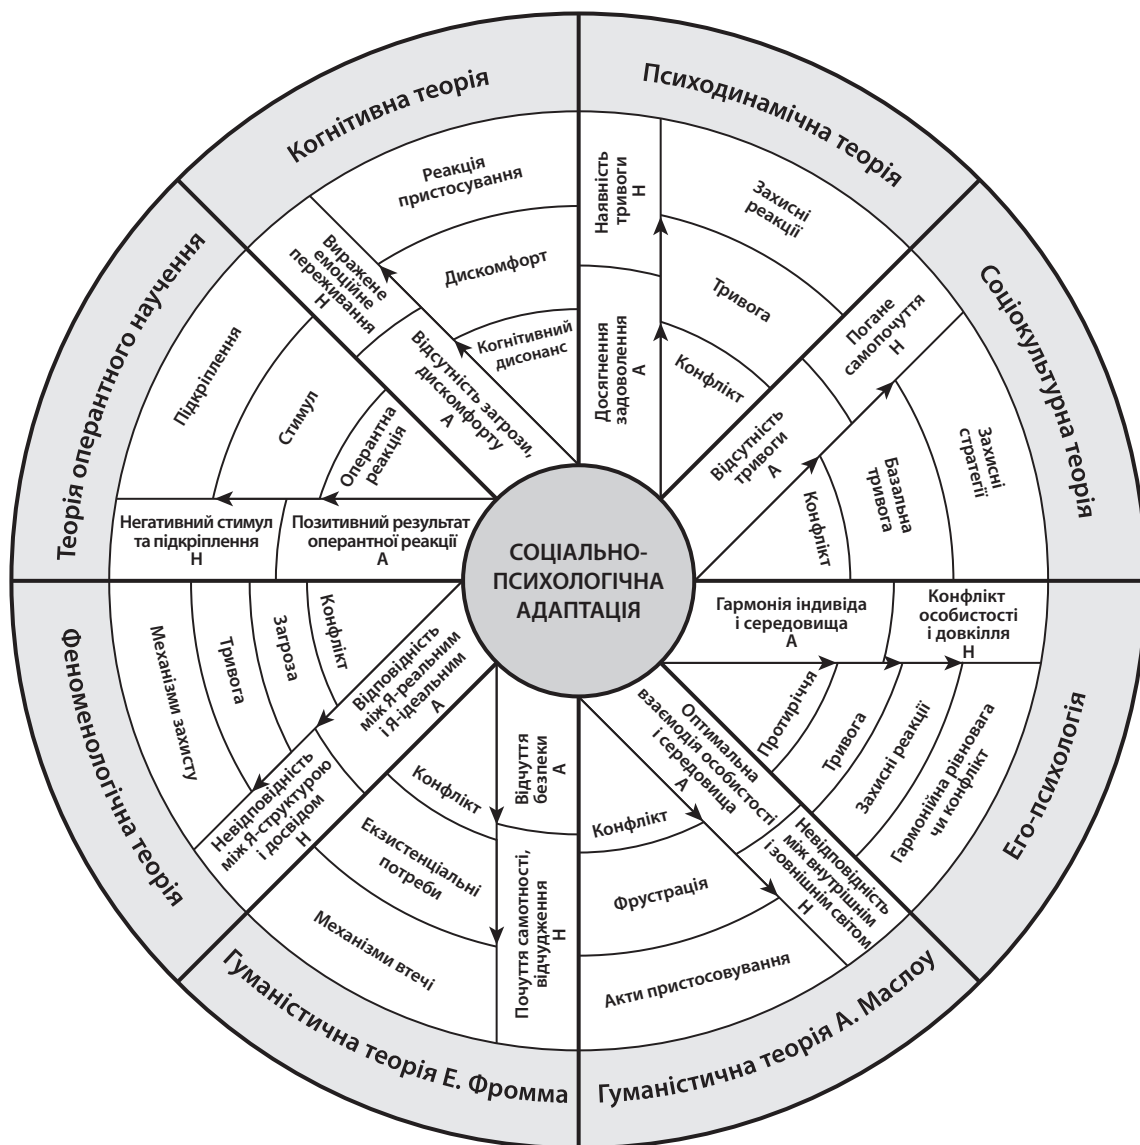 Психодинамічна теорія
Наявність
тривоги
Н
Досягнення
задоволення
А
Захисні
реакції
Тривога
Конфлікт
Соціокультурна теорія
Погане
самопочуття
Н
Відсутність
тривоги
А
Захисні
стратегії
Базальна
тривога
Конфлікт
Его-психологія
Гармонія індивіда
і середовища
А
Конфлікт
особистості
і довкілля
Н
Протиріччя
Тривога
Захисні реакції
Гармонійна рівновага
чи конфлікт
Гуманістична теорія А. Маслоу
Оптимальна
взаємодія особистості
і середовища
А
Невідповідність
між внутрішнім
і зовнішнім світом
Н
Конфлікт
Фрустрація
Акти пристосовування
Гуманістична теорія Е. Фромма
Відчуття
безпеки
А
Почуття самотності,
відчудження
Н
Конфлікт
Екзистенціальні
потреби
Механізми втечі
Феноменологічна теорія
Відповідність
між Я-реальним
і Я-ідеальним
А
Невідповідність
між Я-структурою
і досвідом
Н
Конфлікт
Загроза
Тривога
Механізми захисту
Теорія оперантного научення
Підкріплення
Стимул
Оперантна
реакція
Негативний стимул
та підкріплення
Н
Позитивний результат
оперантної реакції
А
Когнітивна теорія
Реакція
пристосування
Дискомфорт
Когнітивний
дисонанс
Виражене
емоційне
переживання
Н
Відсутність загрози,
дискомфорту
А
СОЦІАЛЬНО-
ПСИХОЛОГІЧНА
АДАПТАЦІЯ